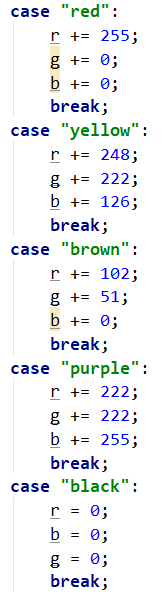 case "red":
r += 255;
g += 0;
b += 0;
break;
case "yellow":
r += 248;
g += 222;
b += 126;
break;
case "brown":
r += 102;
g += 51;
b += 0;
break;
case "purple":
r += 222;
g += 222;
b += 255;
break;
case "black":
r = 0;
b = 0;
g = 0;
break;